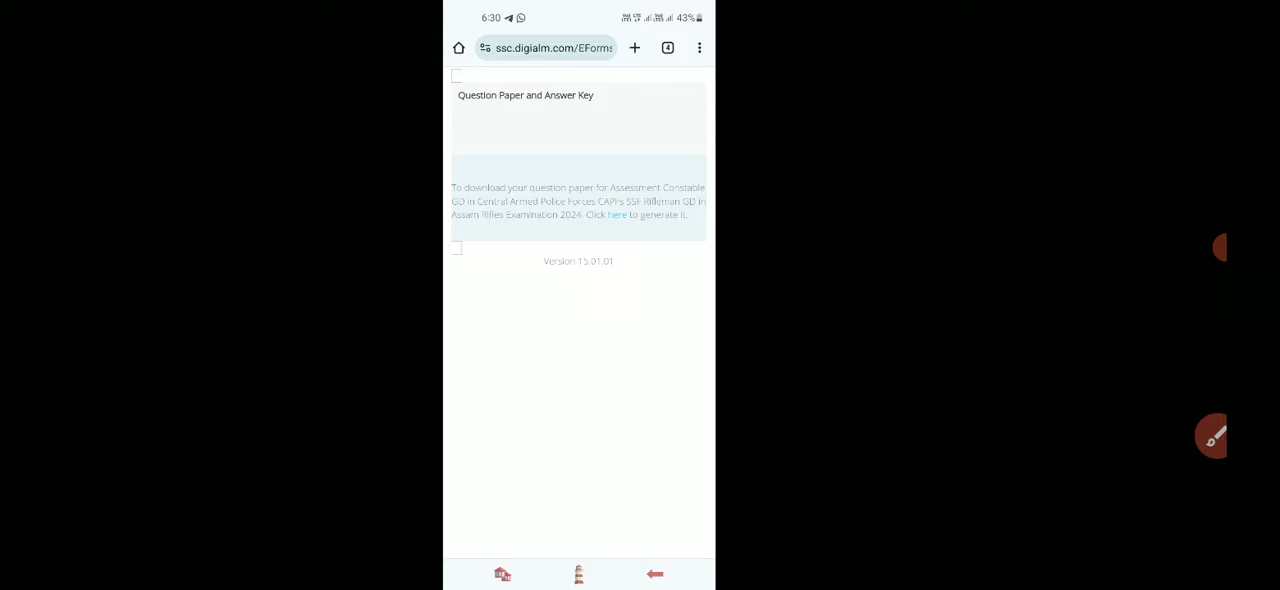 6:30 43%
ssc.digialm.com/EForms 4
Question Paper and Answer Key
To download your question paper for Assessment Constable
GD in Central Armed Police Forces CAPFs SSF Rifleman GD in
Assam Rifles Examination 2024. Click here to generate it.
Version 15.01.01